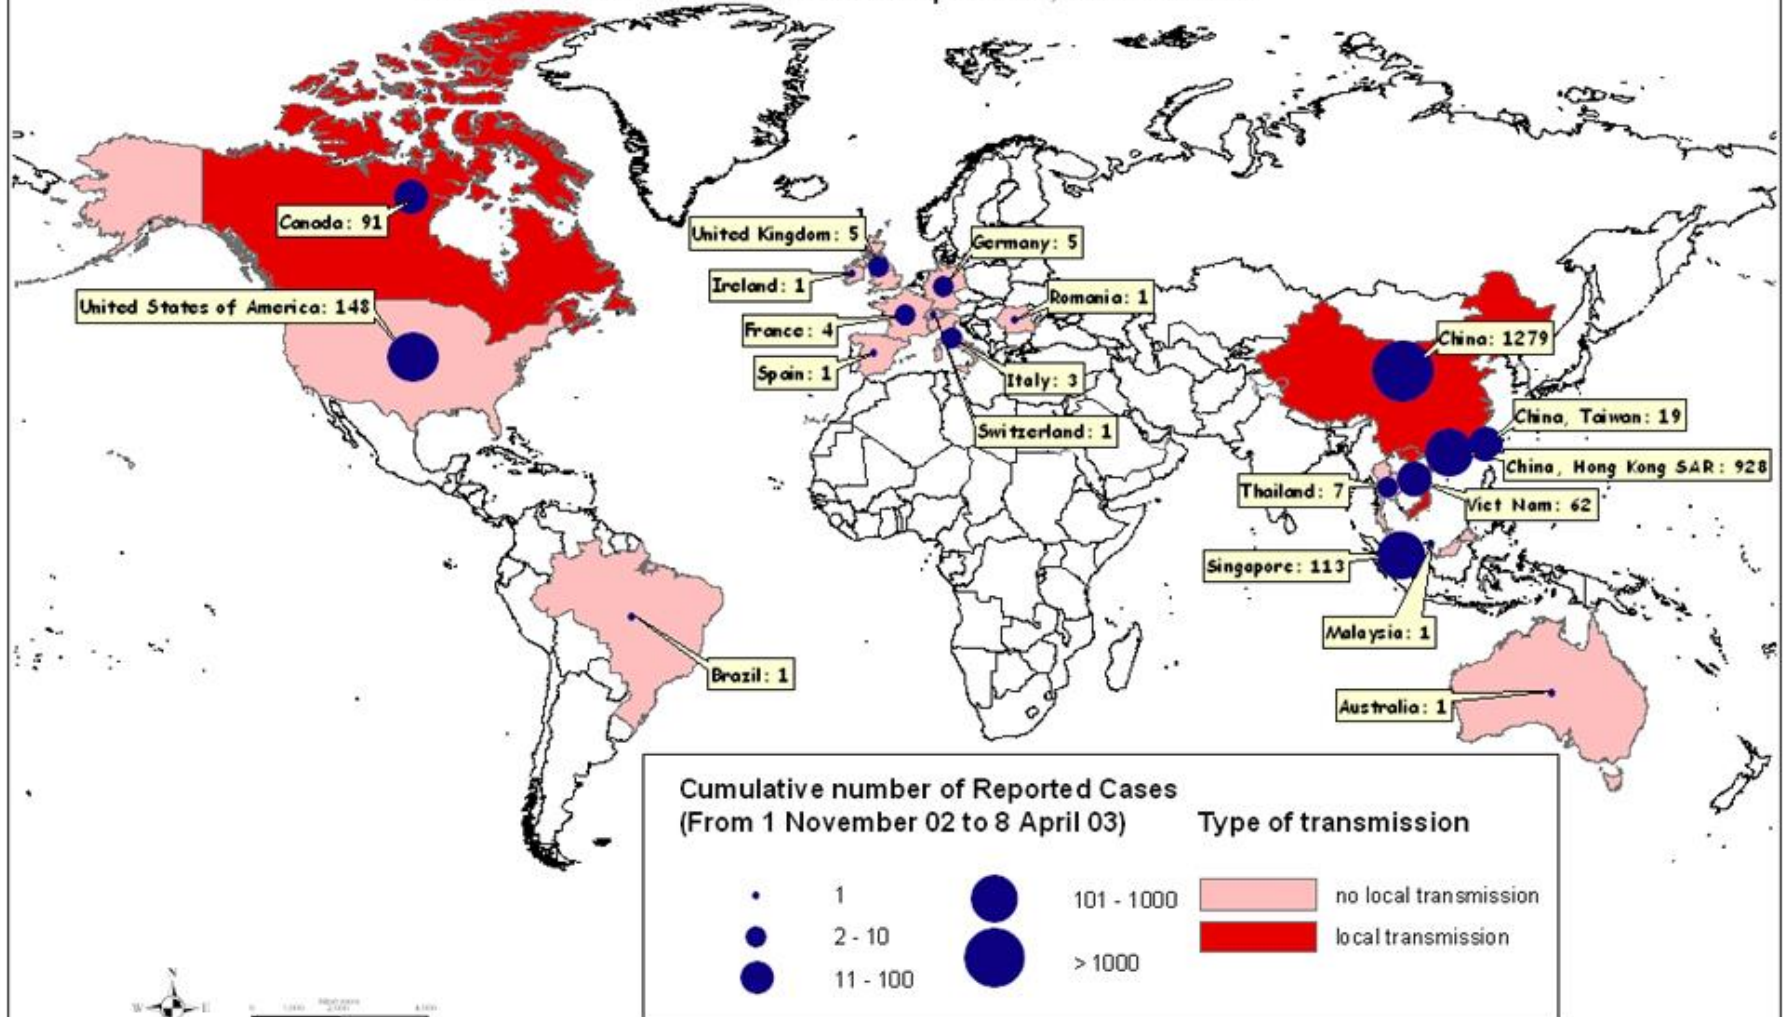 Canada: 91
United States of America: 148
United Kingdom: 5
Ireland: 1
France: 4
Spain: 1
Germany: 5
Romania: 1
Italy: 3
Switzerland: 1
China: 1279
China, Taiwan: 19
China, Hong Kong SAR: 928
Thailand: 7
Viet Nam: 62
Singapore: 113
Malaysia: 1
Brazil: 1
Australia: 1
Cumulative number of Reported Cases
(From 1 November 02 to 8 April 03)
1
2 - 10
11 - 100
101 - 1000
> 1000
Type of transmission
no local transmission
local transmission
N
W
E